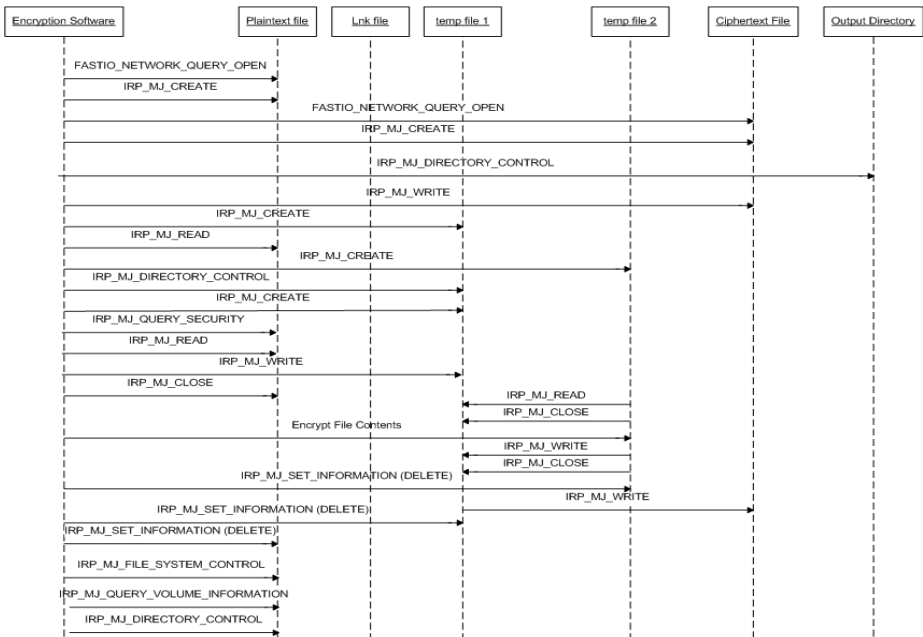 Encryption Software
Plaintext file
Lnk file
temp file 1
temp file 2
Ciphertext File
Output Directory
FASTIO_NETWORK_QUERY_OPEN
IRP_MJ_CREATE
FASTIO_NETWORK_QUERY_OPEN
IRP_MJ_CREATE
IRP_MJ_DIRECTORY_CONTROL
IRP_MJ_WRITE
IRP_MJ_CREATE
IRP_MJ_READ
IRP_MJ_CREATE
IRP_MJ_DIRECTORY_CONTROL
IRP_MJ_CREATE
IRP_MJ_QUERY_SECURITY
IRP_MJ_READ
IRP_MJ_WRITE
IRP_MJ_CLOSE
IRP_MJ_READ
IRP_MJ_CLOSE
Encrypt File Contents
IRP_MJ_WRITE
IRP_MJ_CLOSE
IRP_MJ_SET_INFORMATION (DELETE)
IRP_MJ_WRITE
IRP_MJ_SET_INFORMATION (DELETE)
IRP_MJ_SET_INFORMATION (DELETE)
IRP_MJ_FILE_SYSTEM_CONTROL
IRP_MJ_QUERY_VOLUME_INFORMATION
IRP_MJ_DIRECTORY_CONTROL